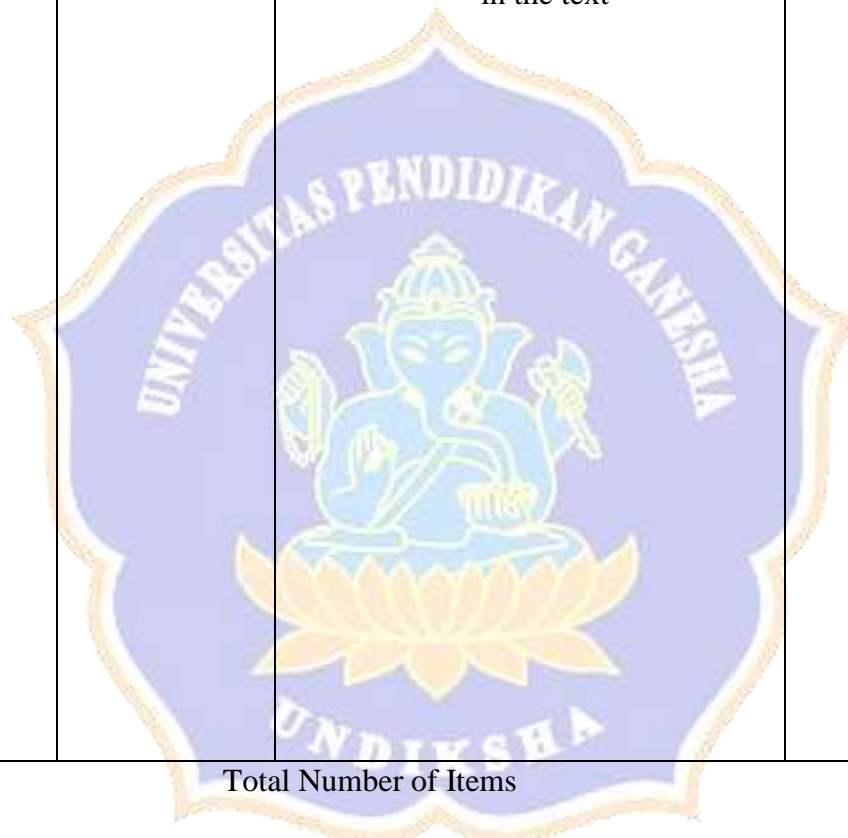 in the text
UNIVERSITAS PENDIDIKAN GANESHA
UNDIKSHA
Total Number of Items